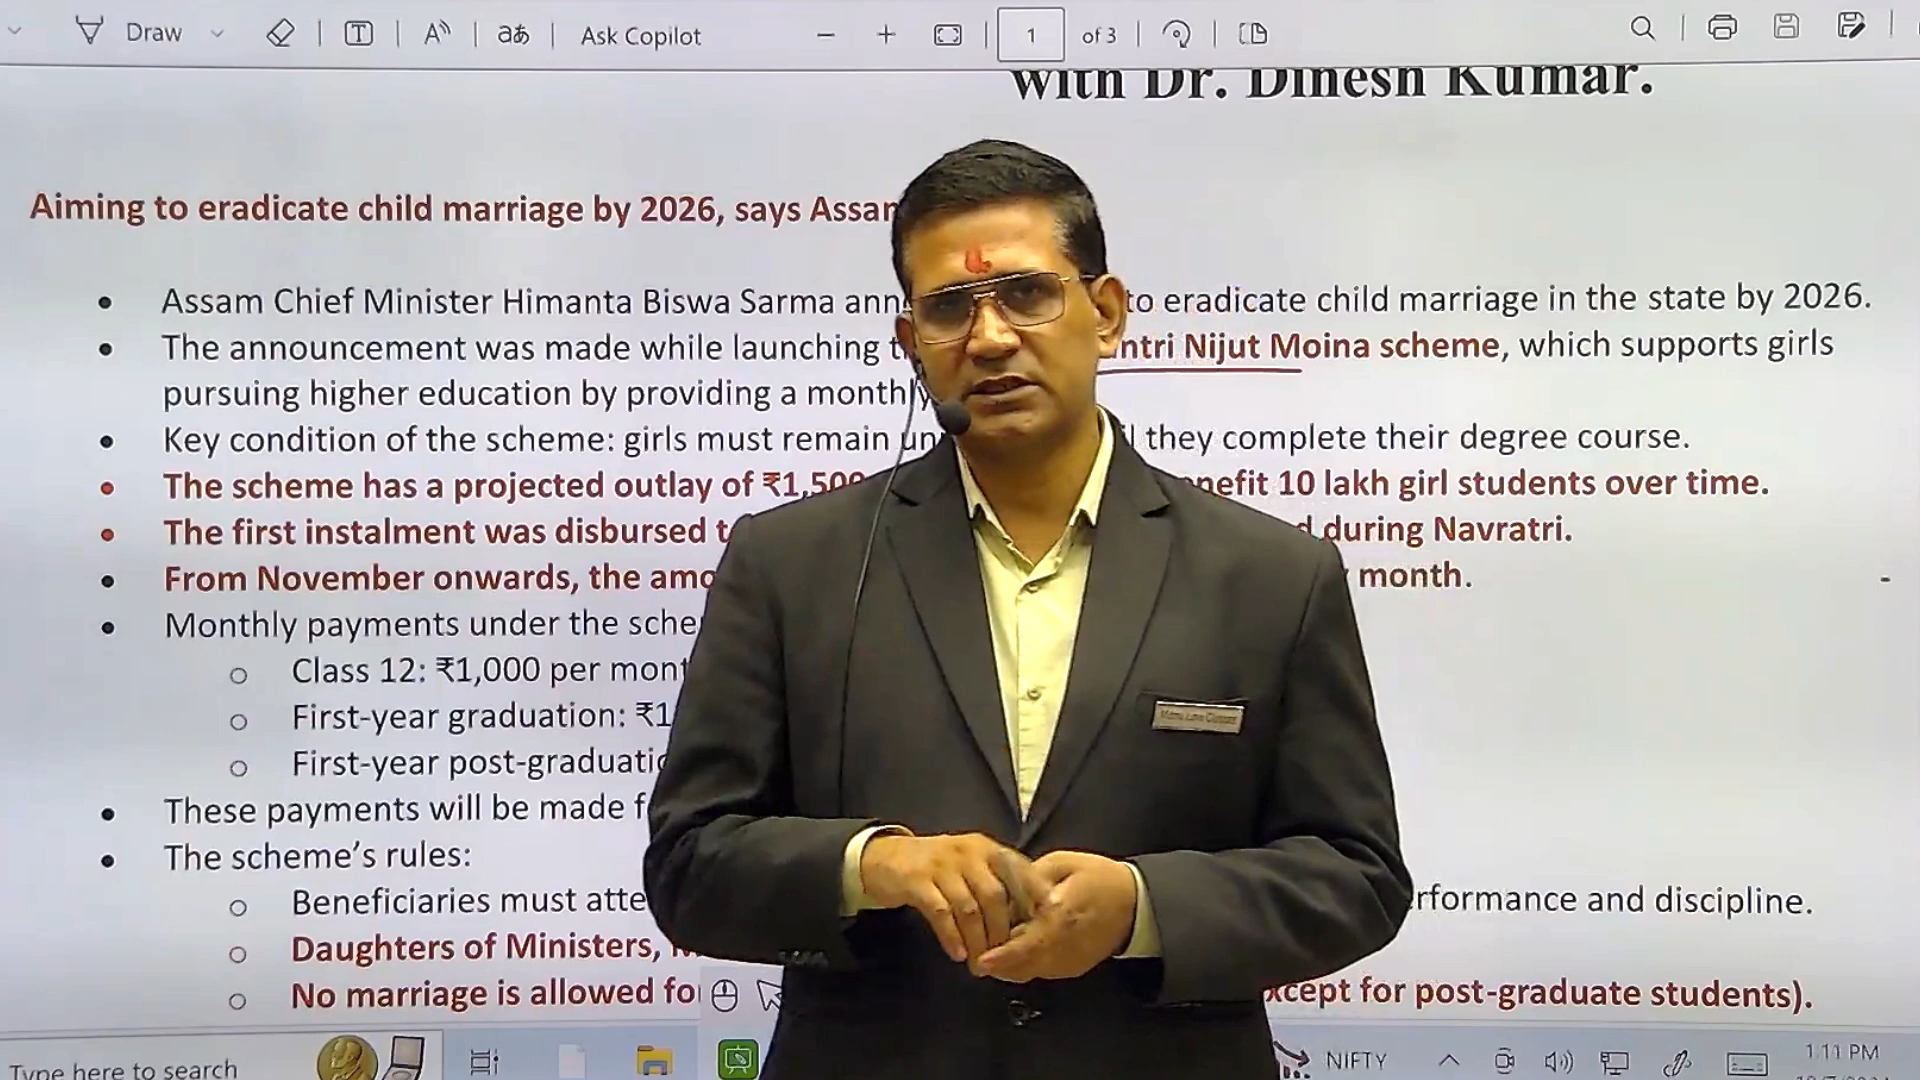 Draw
Ask Copilot
1 of 3
with Dr. Dinesh Kumar.
Aiming to eradicate child marriage by 2026, says Assam
• Assam Chief Minister Himanta Biswa Sarma ann to eradicate child marriage in the state by 2026.
• The announcement was made while launching t ntri Nijut Moina scheme, which supports girls
pursuing higher education by providing a monthly
• Key condition of the scheme: girls must remain un l they complete their degree course.
• The scheme has a projected outlay of ₹1,500 nefit 10 lakh girl students over time.
• The first instalment was disbursed t d during Navratri.
• From November onwards, the amo month.
• Monthly payments under the sche
o Class 12: ₹1,000 per mont
o First-year graduation: ₹1
o First-year post-graduatio
• These payments will be made f
• The scheme's rules:
o Beneficiaries must atte rformance and discipline.
o Daughters of Ministers,
o No marriage is allowed for xcept for post-graduate students).
Type here to search
NIFTY
1:11 PM